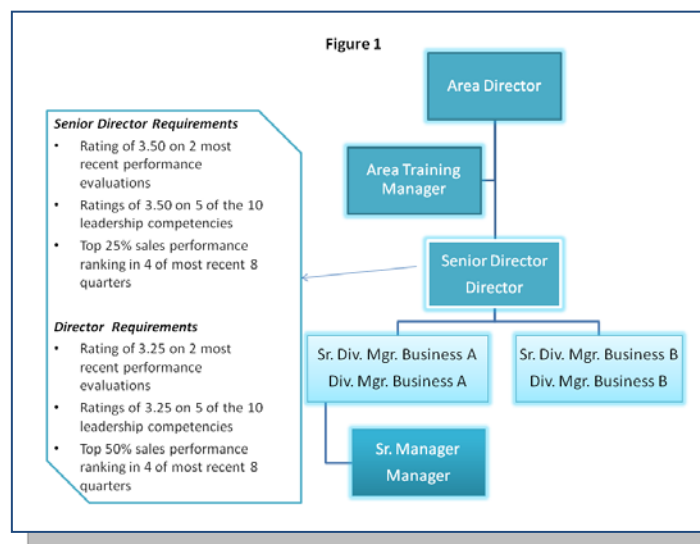 Figure 1
Area Director
Area Training
Manager
Senior Director
Director
Sr. Div. Mgr. Business A
Div. Mgr. Business A
Sr. Div. Mgr. Business B
Div. Mgr. Business B
Sr. Manager
Manager
Senior Director Requirements
• Rating of 3.50 on 2 most
recent performance
evaluations
• Ratings of 3.50 on 5 of the 10
leadership competencies
• Top 25% sales performance
ranking in 4 of most recent 8
quarters
Director Requirements
• Rating of 3.25 on 2 most
recent performance
evaluations
• Ratings of 3.25 on 5 of the 10
leadership competencies
• Top 50% sales performance
ranking in 4 of most recent 8
quarters